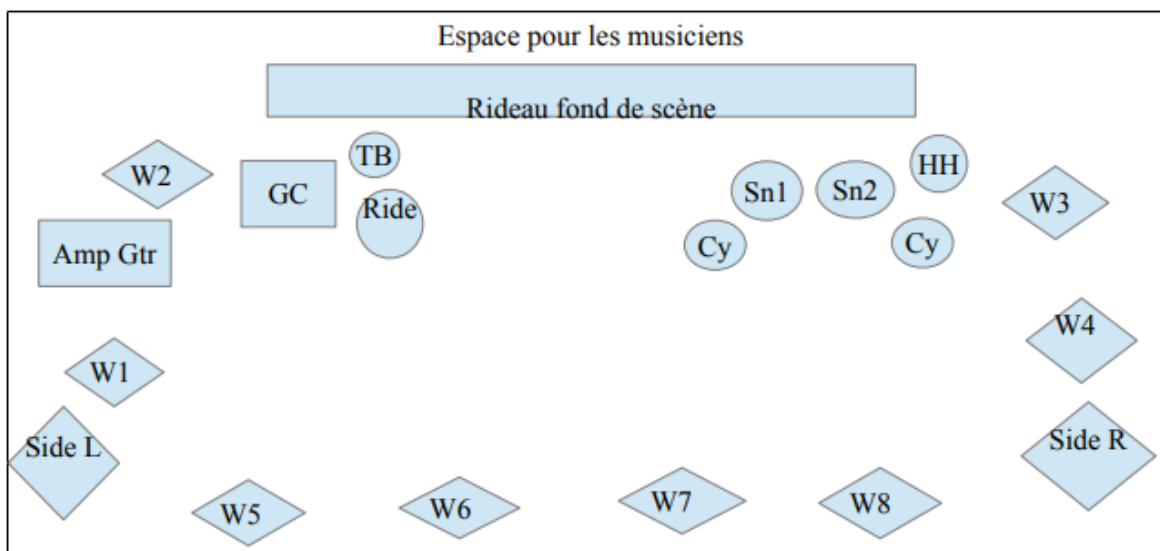 Espace pour les musiciens
Rideau fond de scène
TB
HH
W2
GC
Sn1
Sn2
W3
Ride
Cy
Cy
Amp Gtr
W4
W1
Side L
Side R
W5
W6
W7
W8